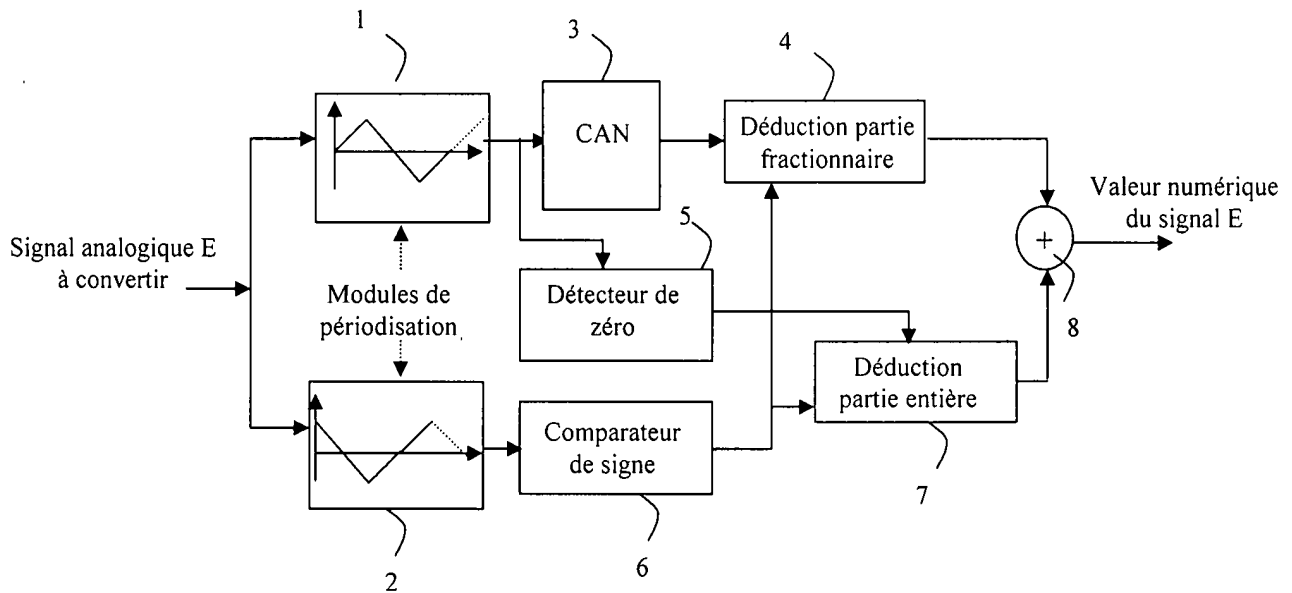 1
3
4
CAN
Déduction partie
fractionnaire
Valeur numérique
du signal E
+
8
5
Signal analogique E
à convertir
Modules de
périodisation
Détecteur de
zéro
Déduction
partie entière
Comparateur
de signe
7
2
6